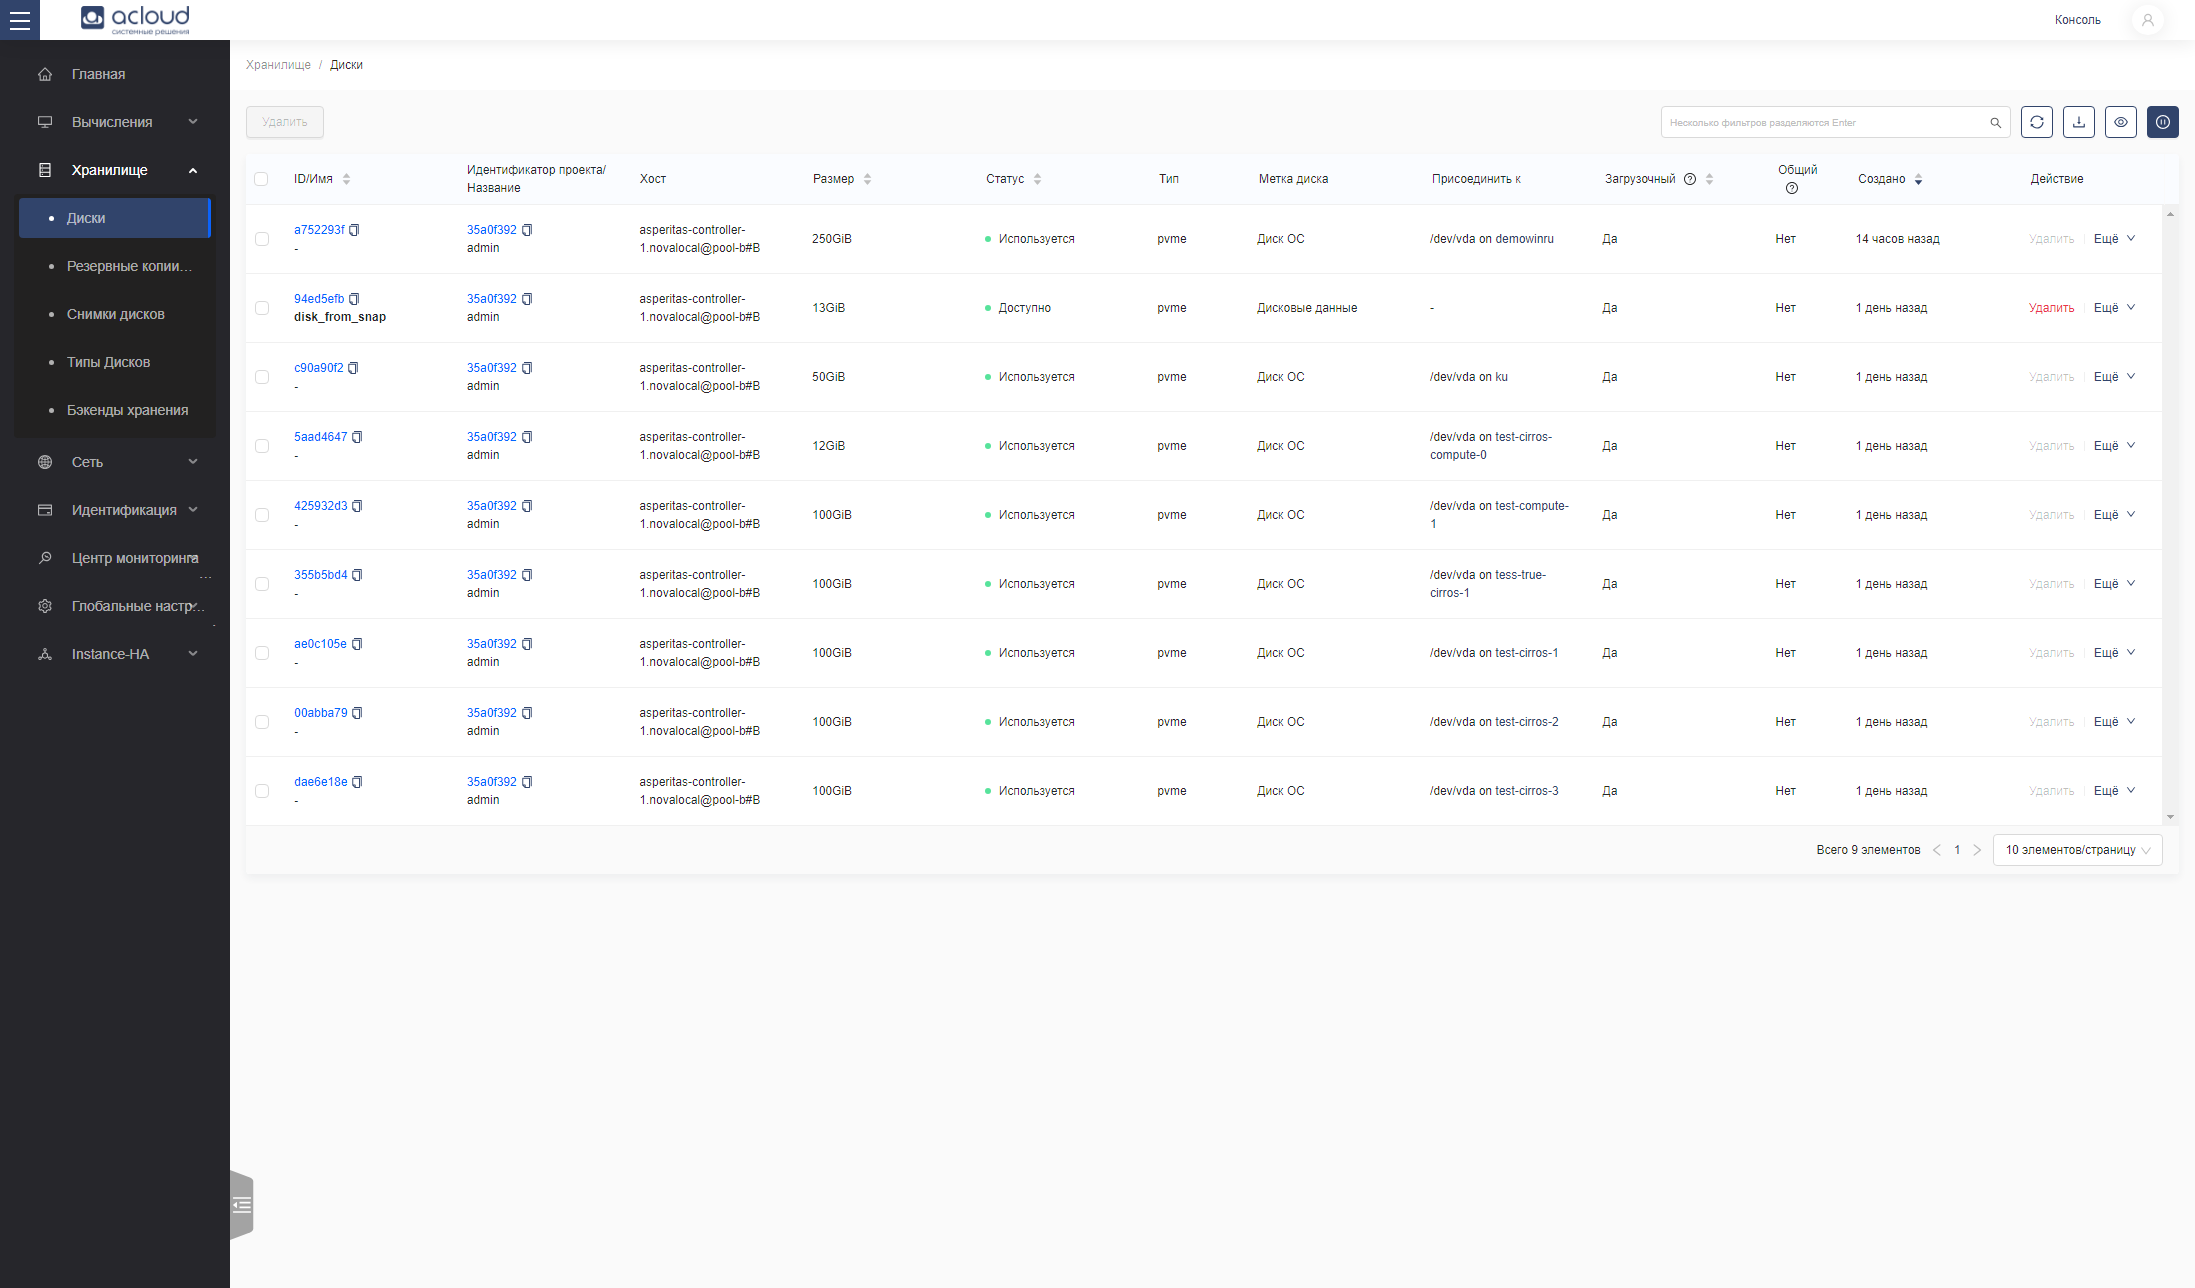 acloud
системные решения
Консоль
Главная
Вычисления
Хранилище
Диски
Резервные копии...
Снимки дисков
Типы Дисков
Бэкенды хранения
Сеть
Идентификация
Центр мониторинга
...
Глобальные настр...
Instance-HA
Хранилище / Диски
Удалить
Несколько фильтров разделяются Enter
ID/Имя
Идентификатор проекта/
Название
Хост
Размер
Статус
Тип
Метка диска
Присоединить к
Загрузочный
Общий
Создано
Действие
a752293f
-
35a0f392
admin
asperitas-controller-
1.novalocal@pool-b#B
250GiB
Используется
pvme
Диск ОС
/dev/vda on demowinru
Да
Нет
14 часов назад
Удалить
Ещё
94ed5efb
disk_from_snap
35a0f392
admin
asperitas-controller-
1.novalocal@pool-b#B
13GiB
Доступно
pvme
Дисковые данные
-
Да
Нет
1 день назад
Удалить
Ещё
c90a90f2
-
35a0f392
admin
asperitas-controller-
1.novalocal@pool-b#B
50GiB
Используется
pvme
Диск ОС
/dev/vda on ku
Да
Нет
1 день назад
Удалить
Ещё
5aad4647
-
35a0f392
admin
asperitas-controller-
1.novalocal@pool-b#B
12GiB
Используется
pvme
Диск ОС
/dev/vda on test-cirros-
compute-0
Да
Нет
1 день назад
Удалить
Ещё
425932d3
-
35a0f392
admin
asperitas-controller-
1.novalocal@pool-b#B
100GiB
Используется
pvme
Диск ОС
/dev/vda on test-compute-
1
Да
Нет
1 день назад
Удалить
Ещё
355b5bd4
-
35a0f392
admin
asperitas-controller-
1.novalocal@pool-b#B
100GiB
Используется
pvme
Диск ОС
/dev/vda on tess-true-
cirros-1
Да
Нет
1 день назад
Удалить
Ещё
ae0c105e
-
35a0f392
admin
asperitas-controller-
1.novalocal@pool-b#B
100GiB
Используется
pvme
Диск ОС
/dev/vda on test-cirros-1
Да
Нет
1 день назад
Удалить
Ещё
00abba79
-
35a0f392
admin
asperitas-controller-
1.novalocal@pool-b#B
100GiB
Используется
pvme
Диск ОС
/dev/vda on test-cirros-2
Да
Нет
1 день назад
Удалить
Ещё
dae6e18e
-
35a0f392
admin
asperitas-controller-
1.novalocal@pool-b#B
100GiB
Используется
pvme
Диск ОС
/dev/vda on test-cirros-3
Да
Нет
1 день назад
Удалить
Ещё
Всего 9 элементов
1
10 элементов/страницу